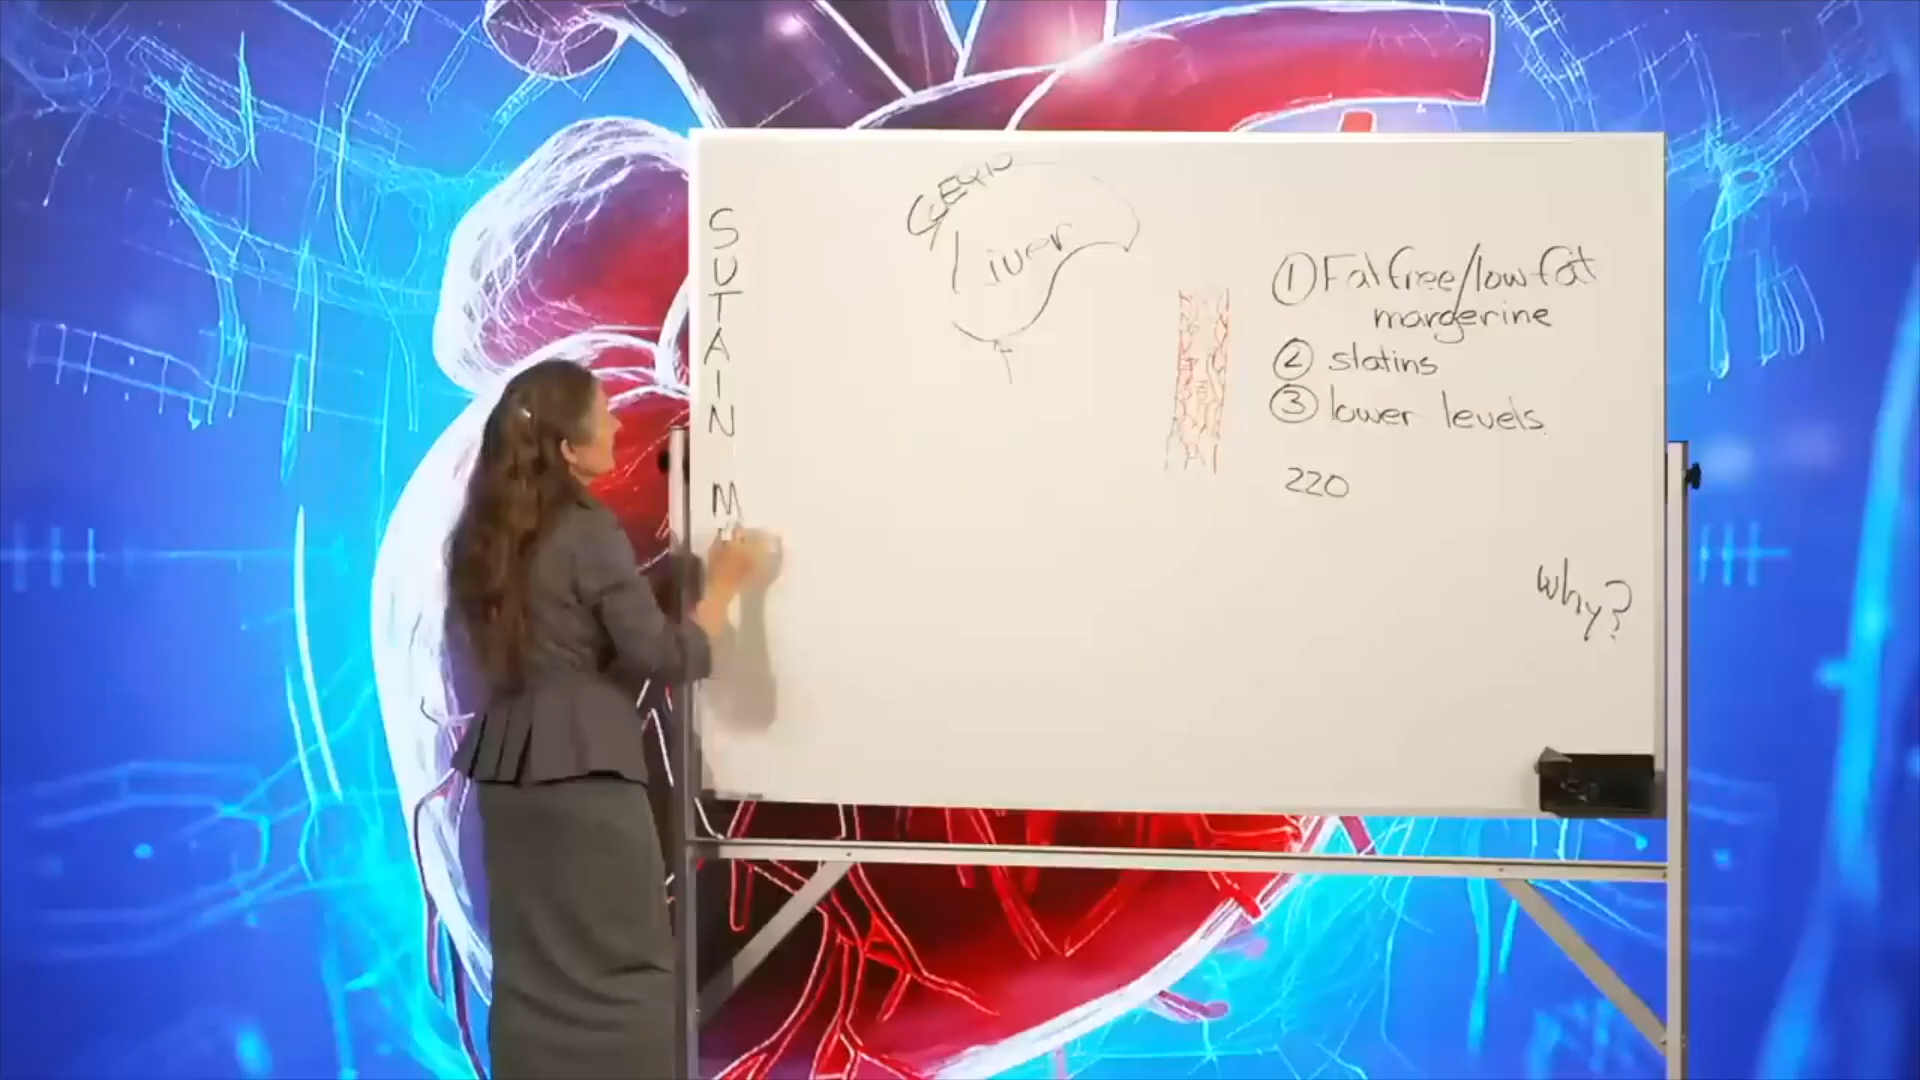 S
U
T
A
I
N
M
Liver
① Fat free/low fat
margerine
② statins
③ lower levels
220
why?